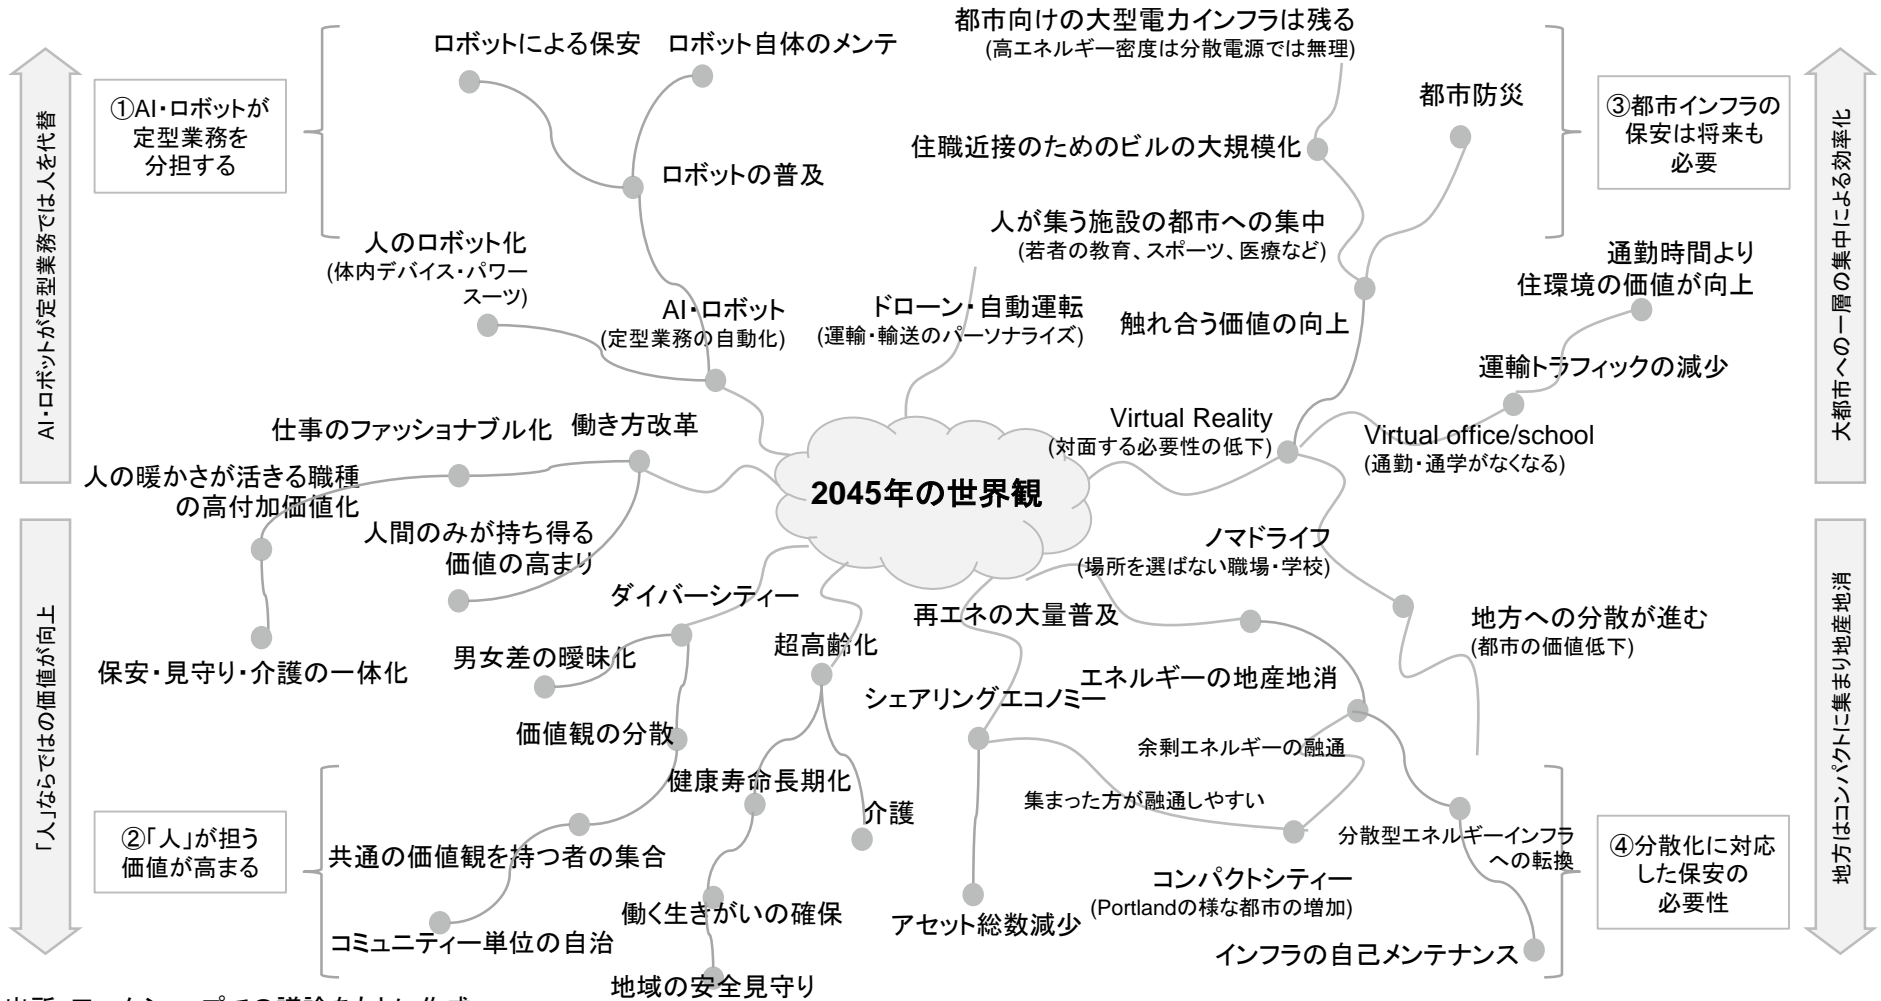 都市向けの大型電力インフラは残る
(高エネルギー密度は分散電源では無理)
ロボットによる保安
ロボット自体のメンテ
都市防災
①AI・ロボットが
定型業務を
分担する
③都市インフラの
保安は将来も
必要
AI・ロボットが定型業務では人を代替
大都市への一層の集中による効率化
住職近接のためのビルの大規模化
ロボットの普及
人が集う施設の都市への集中
(若者の教育、スポーツ、医療など)
人のロボット化
(体内デバイス・パワー
スーツ)
通勤時間より
住環境の価値が向上
AI・ロボット
(定型業務の自動化)
ドローン・自動運転
(運輸・輸送のパーソナライズ)
触れ合う価値の向上
運輸トラフィックの減少
仕事のファッショナブル化
働き方改革
Virtual Reality
(対面する必要性の低下)
Virtual office/school
(通勤・通学がなくなる)
人の暖かさが活きる職種
の高付加価値化
2045年の世界観
人間のみが持ち得る
価値の高まり
ノマドライフ
(場所を選ばない職場・学校)
ダイバーシティー
再エネの大量普及
地方への分散が進む
(都市の価値低下)
「人」ならではの価値が向上
地方はコンパクトに集まり地産地消
保安・見守り・介護の一体化
男女差の曖昧化
超高齢化
エネルギーの地産地消
シェアリングエコノミー
価値観の分散
余剰エネルギーの融通
健康寿命長期化
集まった方が融通しやすい
介護
分散型エネルギーインフラ
への転換
②「人」が担う
価値が高まる
④分散化に対応
した保安の
必要性
共通の価値観を持つ者の集合
コンパクトシティー
(Portlandの様な都市の増加)
働く生きがいの確保
アセット総数減少
コミュニティー単位の自治
インフラの自己メンテナンス
地域の安全見守り